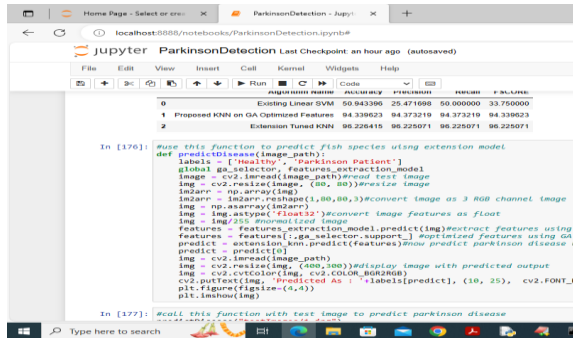 Home Page - Select or crea
ParkinsonDetection - Jupyt
localhost:8888/notebooks/ParkinsonDetection.ipynb#
jupyter ParkinsonDetection Last Checkpoint: an hour ago (autosaved)
File Edit View Insert Cell Kernel Widgets Help
Run Code
Algorithm Name Accuracy Precision Recall FSCORE
0 Existing Linear SVM 50.943396 25.471698 50.000000 33.750000
1 Proposed KNN on GA Optimized Features 94.339623 94.373219 94.373219 94.339623
2 Extension Tuned KNN 96.226415 96.225071 96.225071 96.225071
In [176]: #use this function to predict fish species uisng extension model
def predictDisease(image_path):
labels = ['Healthy', 'Parkinson Patient']
global ga_selector, features_extraction_model
image = cv2.imread(image_path)#read test image
img = cv2.resize(image, (80, 80))#resize image
im2arr = np.array(img)
im2arr = im2arr.reshape(1,80,80,3)#convert image as 3 RGB channel image
img = np.asarray(im2arr)
img = img.astype('float32')#convert image features as float
img = img/255 #normalized image
features = features_extraction_model.predict(img)#extract features using
features = features[:,ga_selector.support_] #optimized features using GA
predict = extension_knn.predict(features)#now predict parkinson disease
predict = predict[0]
img = cv2.imread(image_path)
img = cv2.resize(img, (400,300))#display image with predicted output
img = cv2.cvtColor(img, cv2.COLOR_BGR2RGB)
cv2.putText(img, 'Predicted As : '+labels[predict], (10, 25), cv2.FONT_
plt.figure(figsize=(4,4))
plt.imshow(img)
In [177]: #call this function with test image to predict parkinson disease
Type here to search